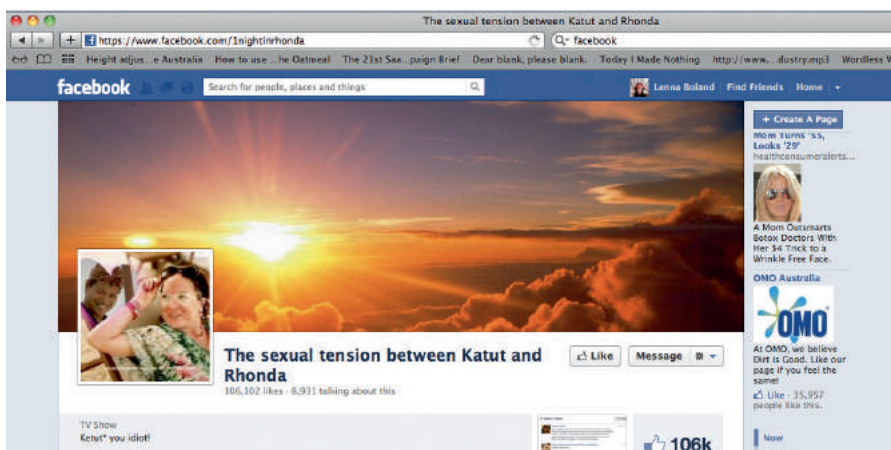 The sexual tension between Katut and Rhonda
https://www.facebook.com/1nightinrhonda
facebook
Height adjus...e Australia How to use ...he Oatmeal The 21st Saa...paign Brief Dear blank, please blank. Today I Made Nothing http://www....dustry.mp3 Wordless W
facebook
Search for people, places and things
Lenna Boland Find Friends Home
+ Create A Page
Mom Turns '55,
Looks '29'
healthconsumeralerts...
A Mom Outsmarts
Botox Doctors With
Her $4 Trick to a
Wrinkle Free Face.
OMO Australia
OMO
At OMO, we believe
Dirt is Good. Like our
page if you feel the
same!
Like · 35,957
people like this.
The sexual tension between Katut and
Rhonda
106,102 likes · 8,931 talking about this
Like
Message
TV Show
Ketut* you idiot!
106k
Now